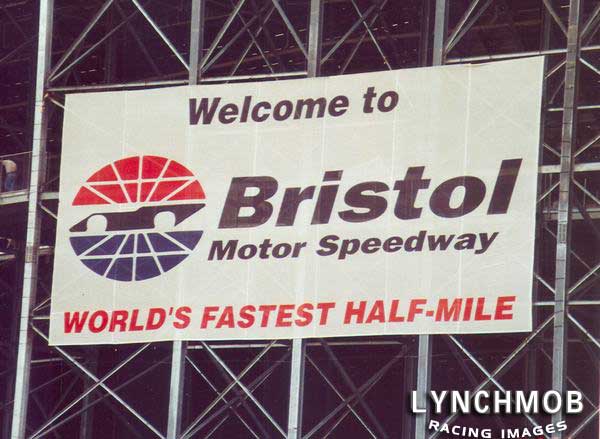 Welcome to
Bristol
Motor Speedway
WORLD'S FASTEST HALF-MILE
LYNCHMOB
RACING IMAGES